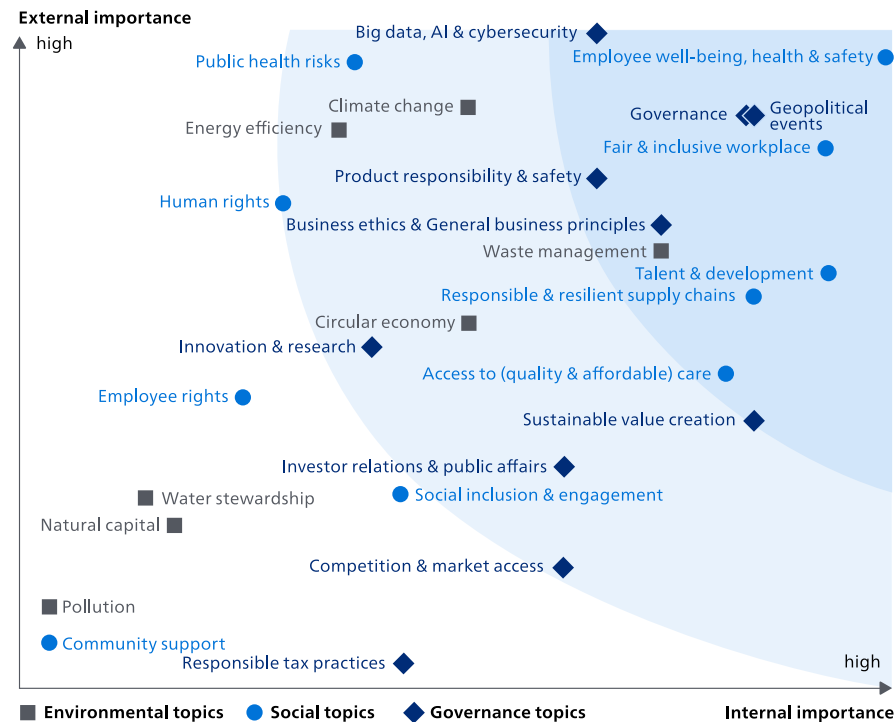 External importance
high
Big data, AI & cybersecurity
Public health risks
Employee well-being, health & safety
Climate change
Energy efficiency
Governance
Geopolitical
events
Fair & inclusive workplace
Product responsibility & safety
Human rights
Business ethics & General business principles
Waste management
Talent & development
Responsible & resilient supply chains
Circular economy
Innovation & research
Access to (quality & affordable) care
Employee rights
Sustainable value creation
Investor relations & public affairs
Social inclusion & engagement
Water stewardship
Natural capital
Competition & market access
Pollution
Community support
Responsible tax practices
high
Environmental topics
Social topics
Governance topics
Internal importance